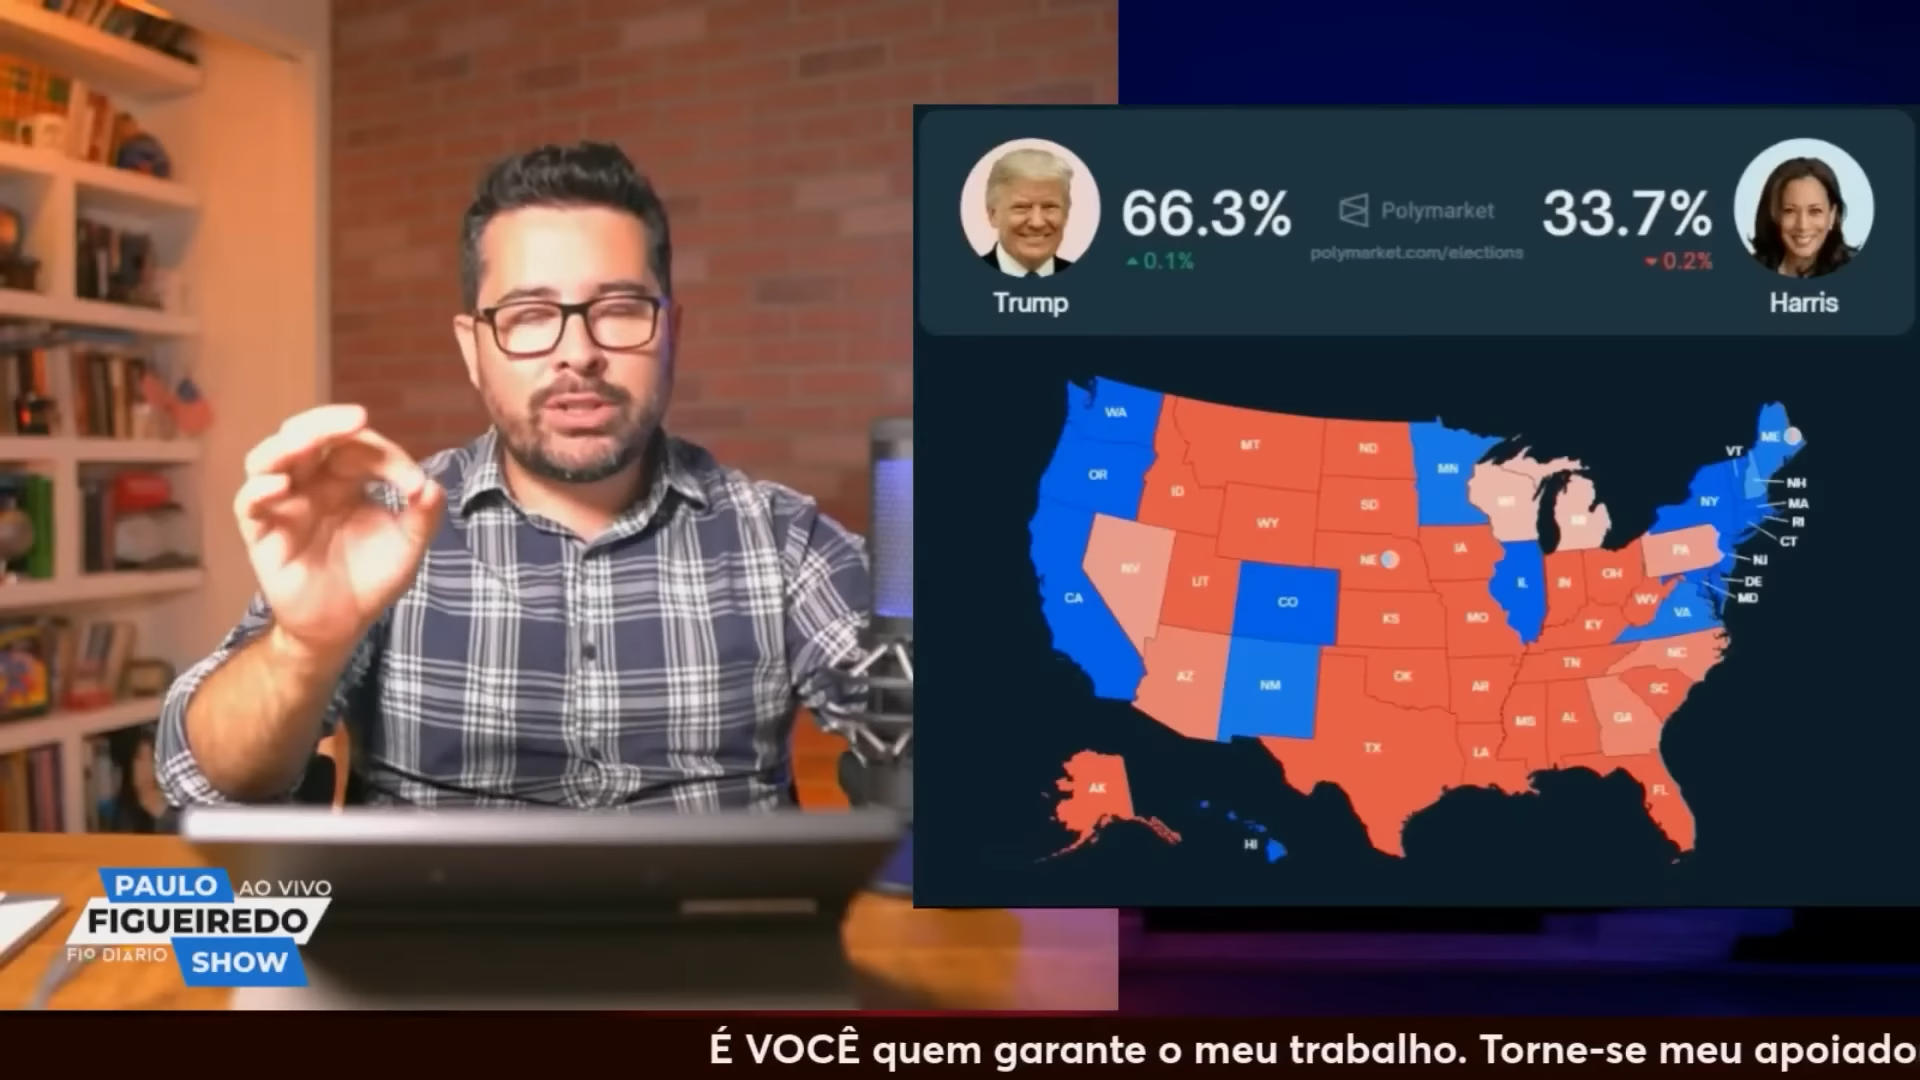 66.3%
0.1%
Trump
Polymarket
polymarket.com/elections
33.7%
0.2%
Harris
WA
OR
CA
NV
ID
MT
WY
UT
AZ
CO
NM
ND
SD
NE
KS
OK
TX
MN
IA
MO
AR
LA
IL
IN
OH
KY
TN
MS
AL
GA
FL
SC
NC
WV
VA
PA
NY
VT
ME
NH
MA
RI
CT
NJ
DE
MD
AK
HI
PAULO AO VIVO
FIGUEIREDO
FIO DIÁRIO SHOW
É VOCÊ quem garante o meu trabalho. Torne-se meu apoiado